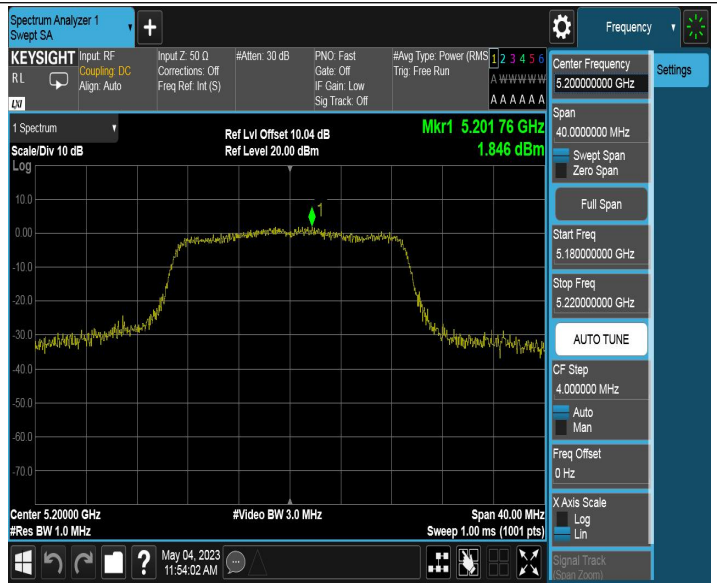 Spectrum Analyzer 1
Swept SA
+
Frequency
KEYSIGHT
RL
LXI
Input: RF
Coupling: DC
Align: Auto
Input Z: 50 Ω
Corrections: Off
Freq Ref: Int (S)
#Atten: 30 dB
PNO: Fast
Gate: Off
IF Gain: Low
Sig Track: Off
#Avg Type: Power (RMS
Trig: Free Run
1 2 3 4 5 6
A W W W W W
A A A A A A
Center Frequency
5.200000000 GHz
Settings
Span
40.0000000 MHz
Swept Span
Zero Span
Full Span
Start Freq
5.180000000 GHz
Stop Freq
5.220000000 GHz
AUTO TUNE
CF Step
4.000000 MHz
Auto
Man
Freq Offset
0 Hz
X Axis Scale
Log
Lin
Signal Track
(Span Zoom)
1 Spectrum
Scale/Div 10 dB
Log
Ref Lvl Offset 10.04 dB
Ref Level 20.00 dBm
Mkr1 5.201 76 GHz
1.846 dBm
1
10.0
0.00
-10.0
-20.0
-30.0
-40.0
-50.0
-60.0
-70.0
Center 5.20000 GHz
#Res BW 1.0 MHz
#Video BW 3.0 MHz
Span 40.00 MHz
Sweep 1.00 ms (1001 pts)
?
May 04, 2023
11:54:02 AM